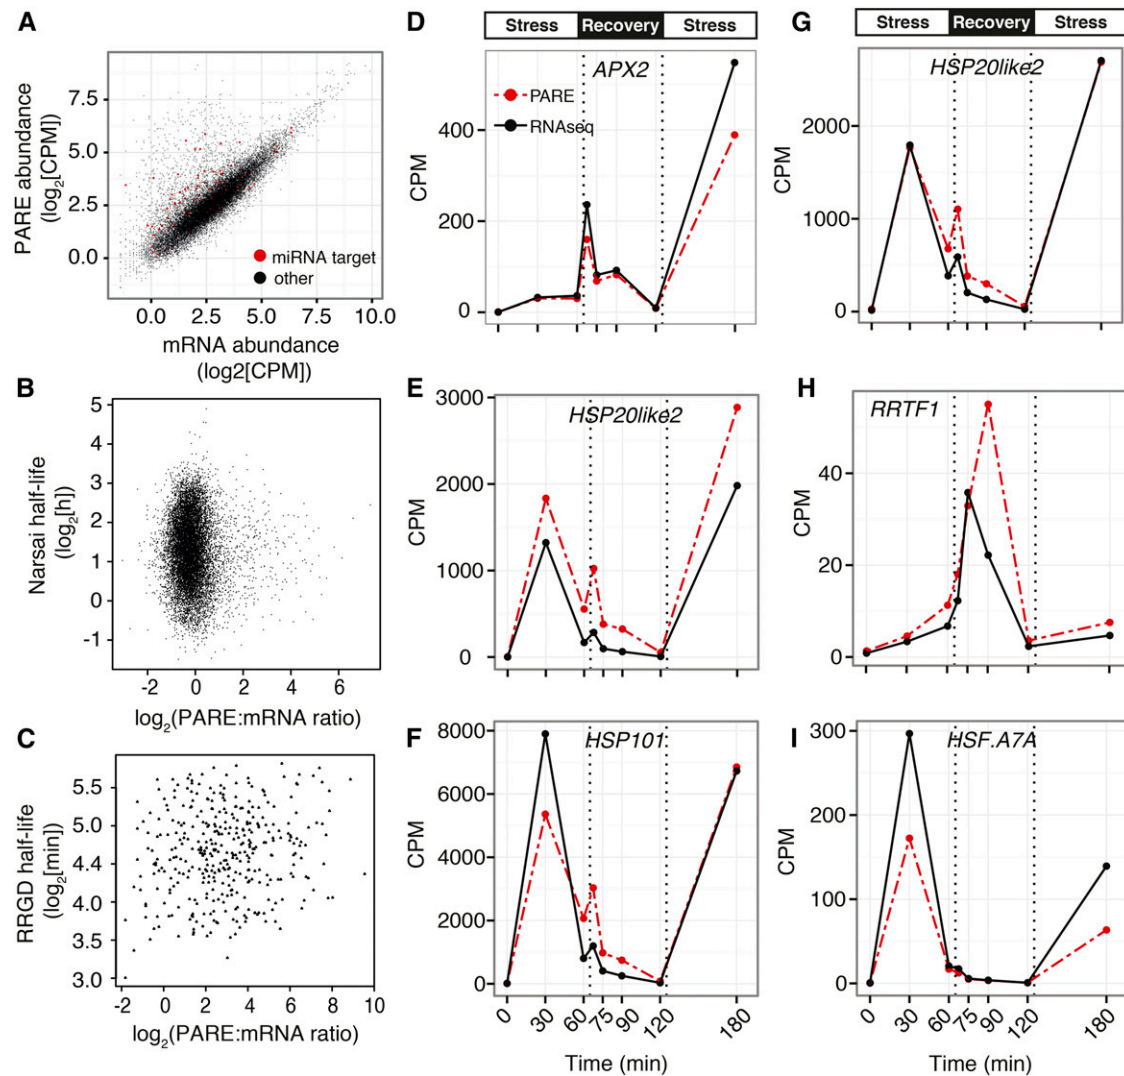 A
PARE abundance
(log2[CPM])
7.5
5.0
2.5
0.0
miRNA target
other
0.0
2.5
5.0
7.5
10.0
mRNA abundance
(log2[CPM])
B
Narsai half-life
(log2[h])
5
4
3
2
1
0
-1
-2
0
2
4
6
log2(PARE:mRNA ratio)
C
RRGD half-life
(log2[min])
5.5
5.0
4.4
4.0
3.5
3.0
-2
0
2
4
6
8
10
log2(PARE:mRNA ratio)
D
Stress Recovery Stress
APX2
PARE
RNAseq
CPM
400
200
0
E
HSP20like2
CPM
3000
2000
1000
0
F
HSP101
CPM
8000
6000
4000
2000
0
0
30
60
75
90
120
180
Time (min)
G
Stress Recovery Stress
HSP20like2
CPM
2000
1000
0
H
RRTF1
CPM
40
20
0
I
HSF.A7A
CPM
300
200
100
0
0
30
60
75
90
120
180
Time (min)